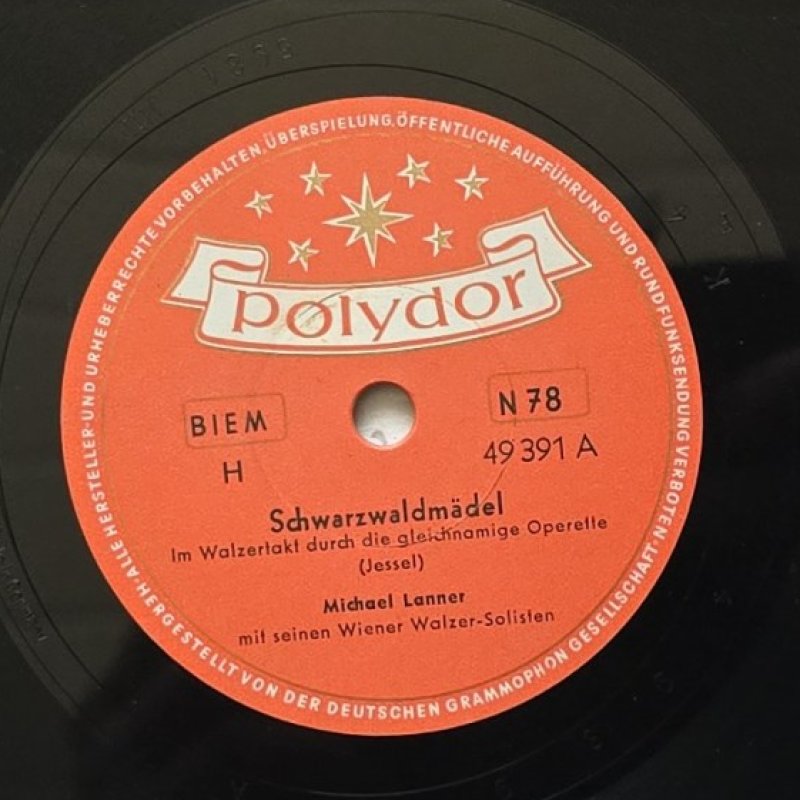 ALLE HERSTELLER- UND URHEBERRECHTE VORBEHALTEN. ÜBERSPIELUNG, ÖFFENTLICHE AUFFÜHRUNG UND RUNDFUNKSENDUNG VERBOTEN.
polydor
BIEM
N 78
H
49 391 A
Schwarzwaldmädel
Im Walzertakt durch die gleichnamige Operette
(Jessel)
Michael Lanner
mit seinen Wiener Walzer-Solisten
HERGESTELLT VON DER DEUTSCHEN GRAMMOPHON GESELLSCHAFT